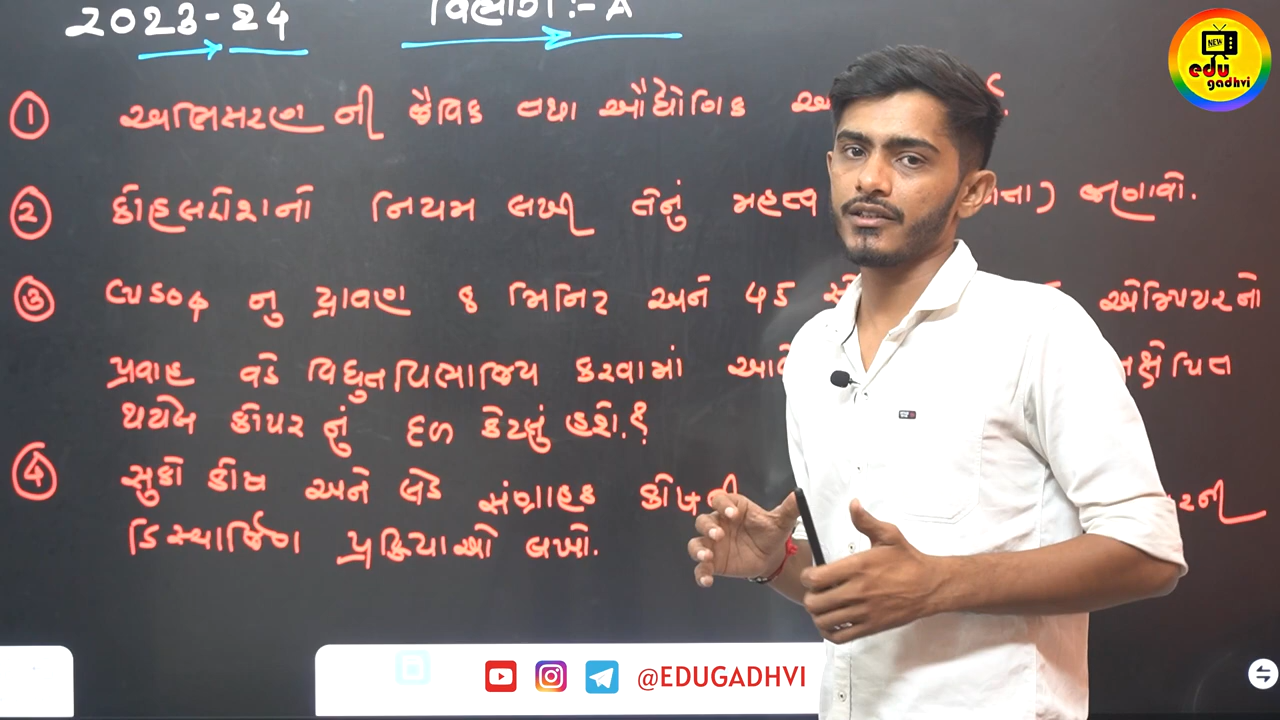 2023-24 વિભાગ :- A
NEW
edu
gadhvi
① અભિસરણ ની જૈવિક તથા ઔદ્યોગિક
② કોહલરોશનો નિયમ લખી તેનું મહત્વ જણાવો.
③ CuSO4 નુ દ્રાવણ 8 મિનિટ અને 45 એમ્પિયરનો
પ્રવાહ વડે વિદ્યુતવિભાજિય કરવામાં
થયેલ કોપર નું દળ કેટલું હશે.?
④ સુકો કોષ અને લેડ સંગ્રાહક કોષની
ડિસ્ચાર્જિંગ પ્રક્રિયાઓ લખો.
@EDUGADHVI